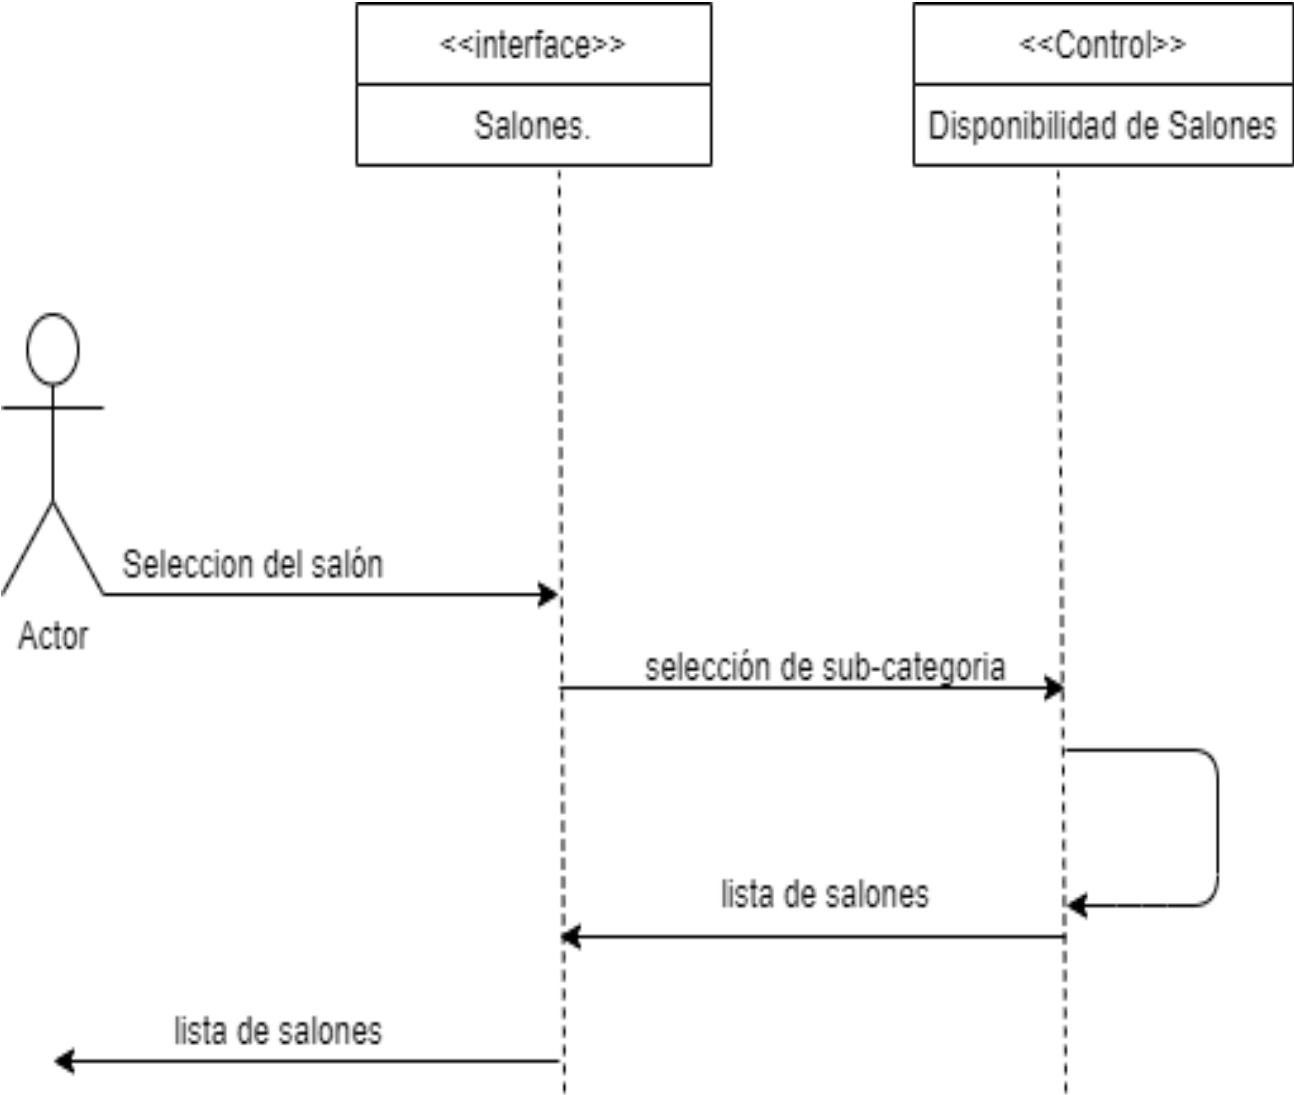 <<interface>>
Salones.
<<Control>>
Disponibilidad de Salones
Seleccion del salón
Actor
selección de sub-categoria
lista de salones
lista de salones